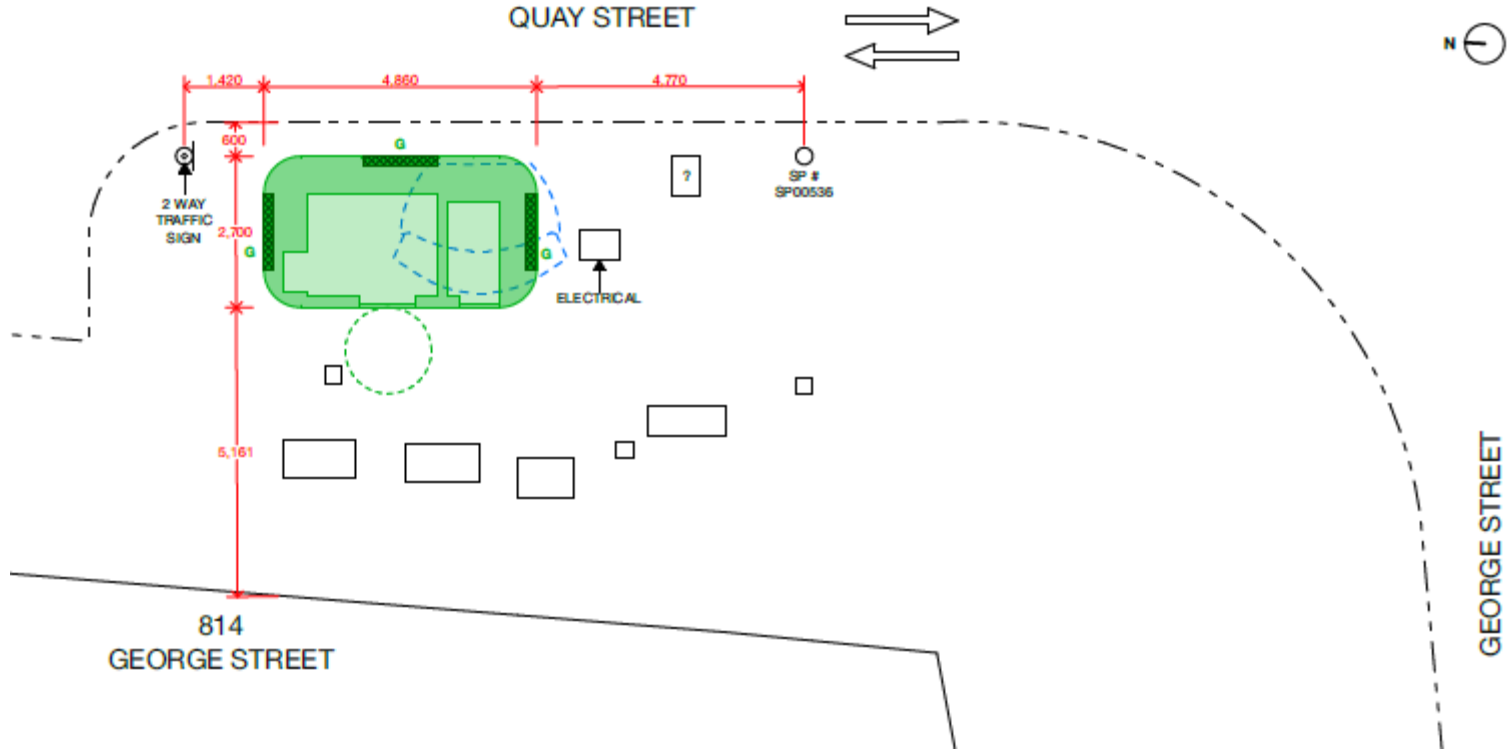 QUAY STREET
N
1.420
4.860
4.770
600
G
2 WAY
TRAFFIC
SIGN
2,700
G
G
?
SP #
SP00536
ELECTRICAL
5,161
814
GEORGE STREET
GEORGE STREET